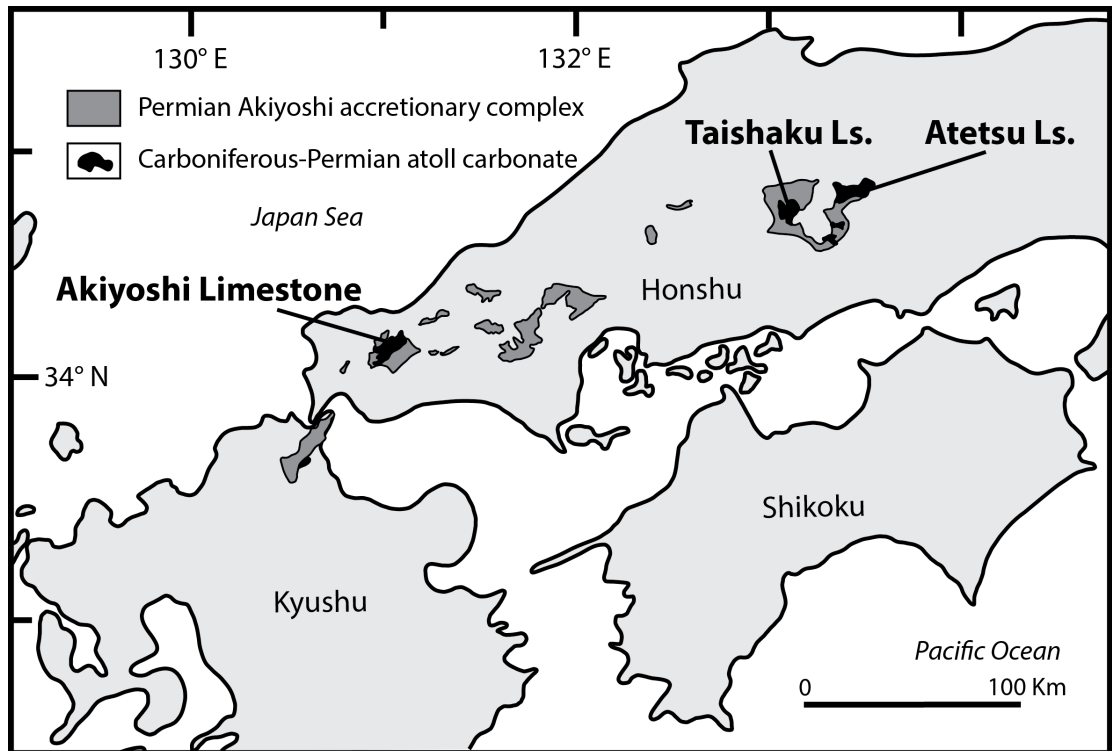 130° E
132° E
Permian Akiyoshi accretionary complex
Carboniferous-Permian atoll carbonate
Taishaku Ls.
Atetsu Ls.
Japan Sea
Akiyoshi Limestone
Honshu
34° N
Shikoku
Kyushu
Pacific Ocean
0 100 Km